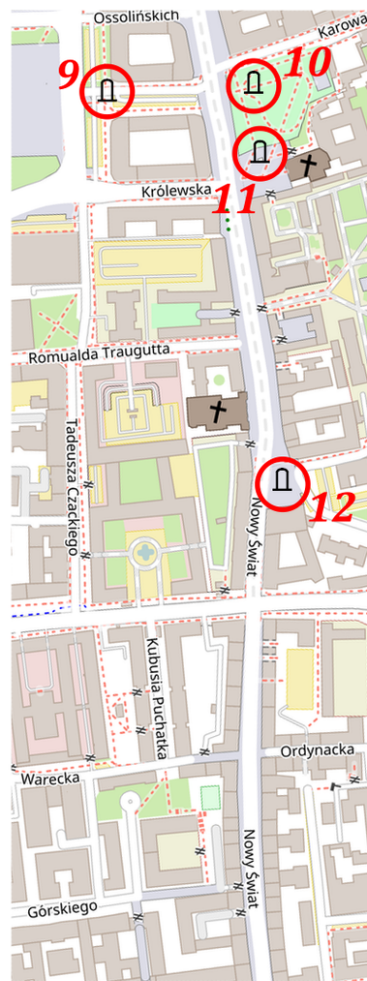 Ossolińskich
Karowa
9
10
11
Królewska
Romualda Traugutta
Tadeusza Czackiego
12
Nowy Świat
Kubusia Puchatka
Ordynacka
Warecka
Nowy Świat
Górskiego